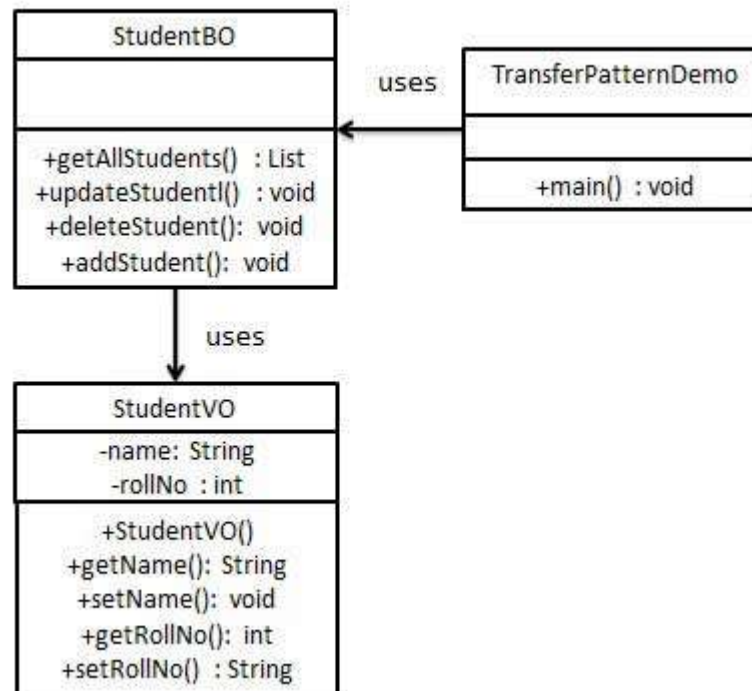 StudentBO
+getAllStudents() : List
+updateStudentl() : void
+deleteStudent(): void
+addStudent(): void
uses
TransferPatternDemo
+main() : void
uses
StudentVO
-name: String
-rollNo : int
+StudentVO()
+getName(): String
+setName(): void
+getRollNo(): int
+setRollNo() : String